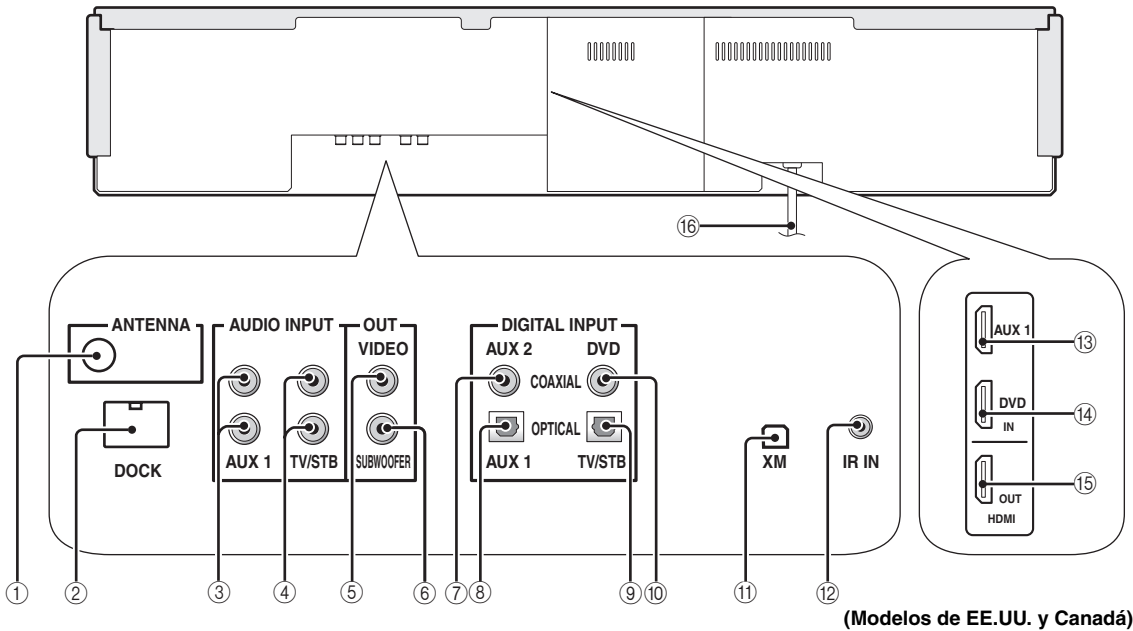 ⑯
ANTENNA
AUDIO INPUT
OUT
VIDEO
DIGITAL INPUT
AUX 2
DVD
COAXIAL
OPTICAL
DOCK
AUX 1
TV/STB
SUBWOOFER
AUX 1
TV/STB
XM
IR IN
① ② ③ ④ ⑤ ⑥ ⑦ ⑧ ⑨ ⑩ ⑪ ⑫
AUX 1
⑬
DVD
IN
⑭
OUT
⑮
HDMI
(Modelos de EE.UU. y Canadá)